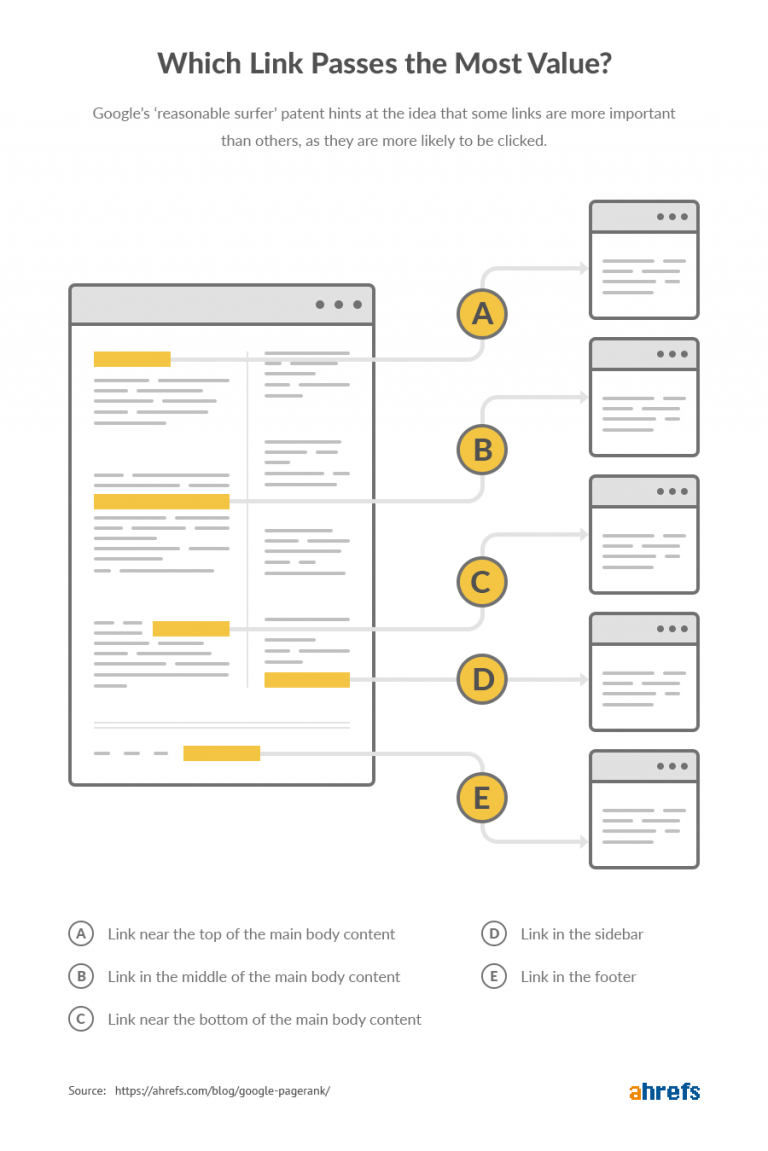 Which Link Passes the Most Value?
Google's ‘reasonable surfer’ patent hints at the idea that some links are more important
than others, as they are more likely to be clicked.
A
B
C
D
E
A Link near the top of the main body content
B Link in the middle of the main body content
C Link near the bottom of the main body content
D Link in the sidebar
E Link in the footer
Source: https://ahrefs.com/blog/google-pagerank/
ahrefs